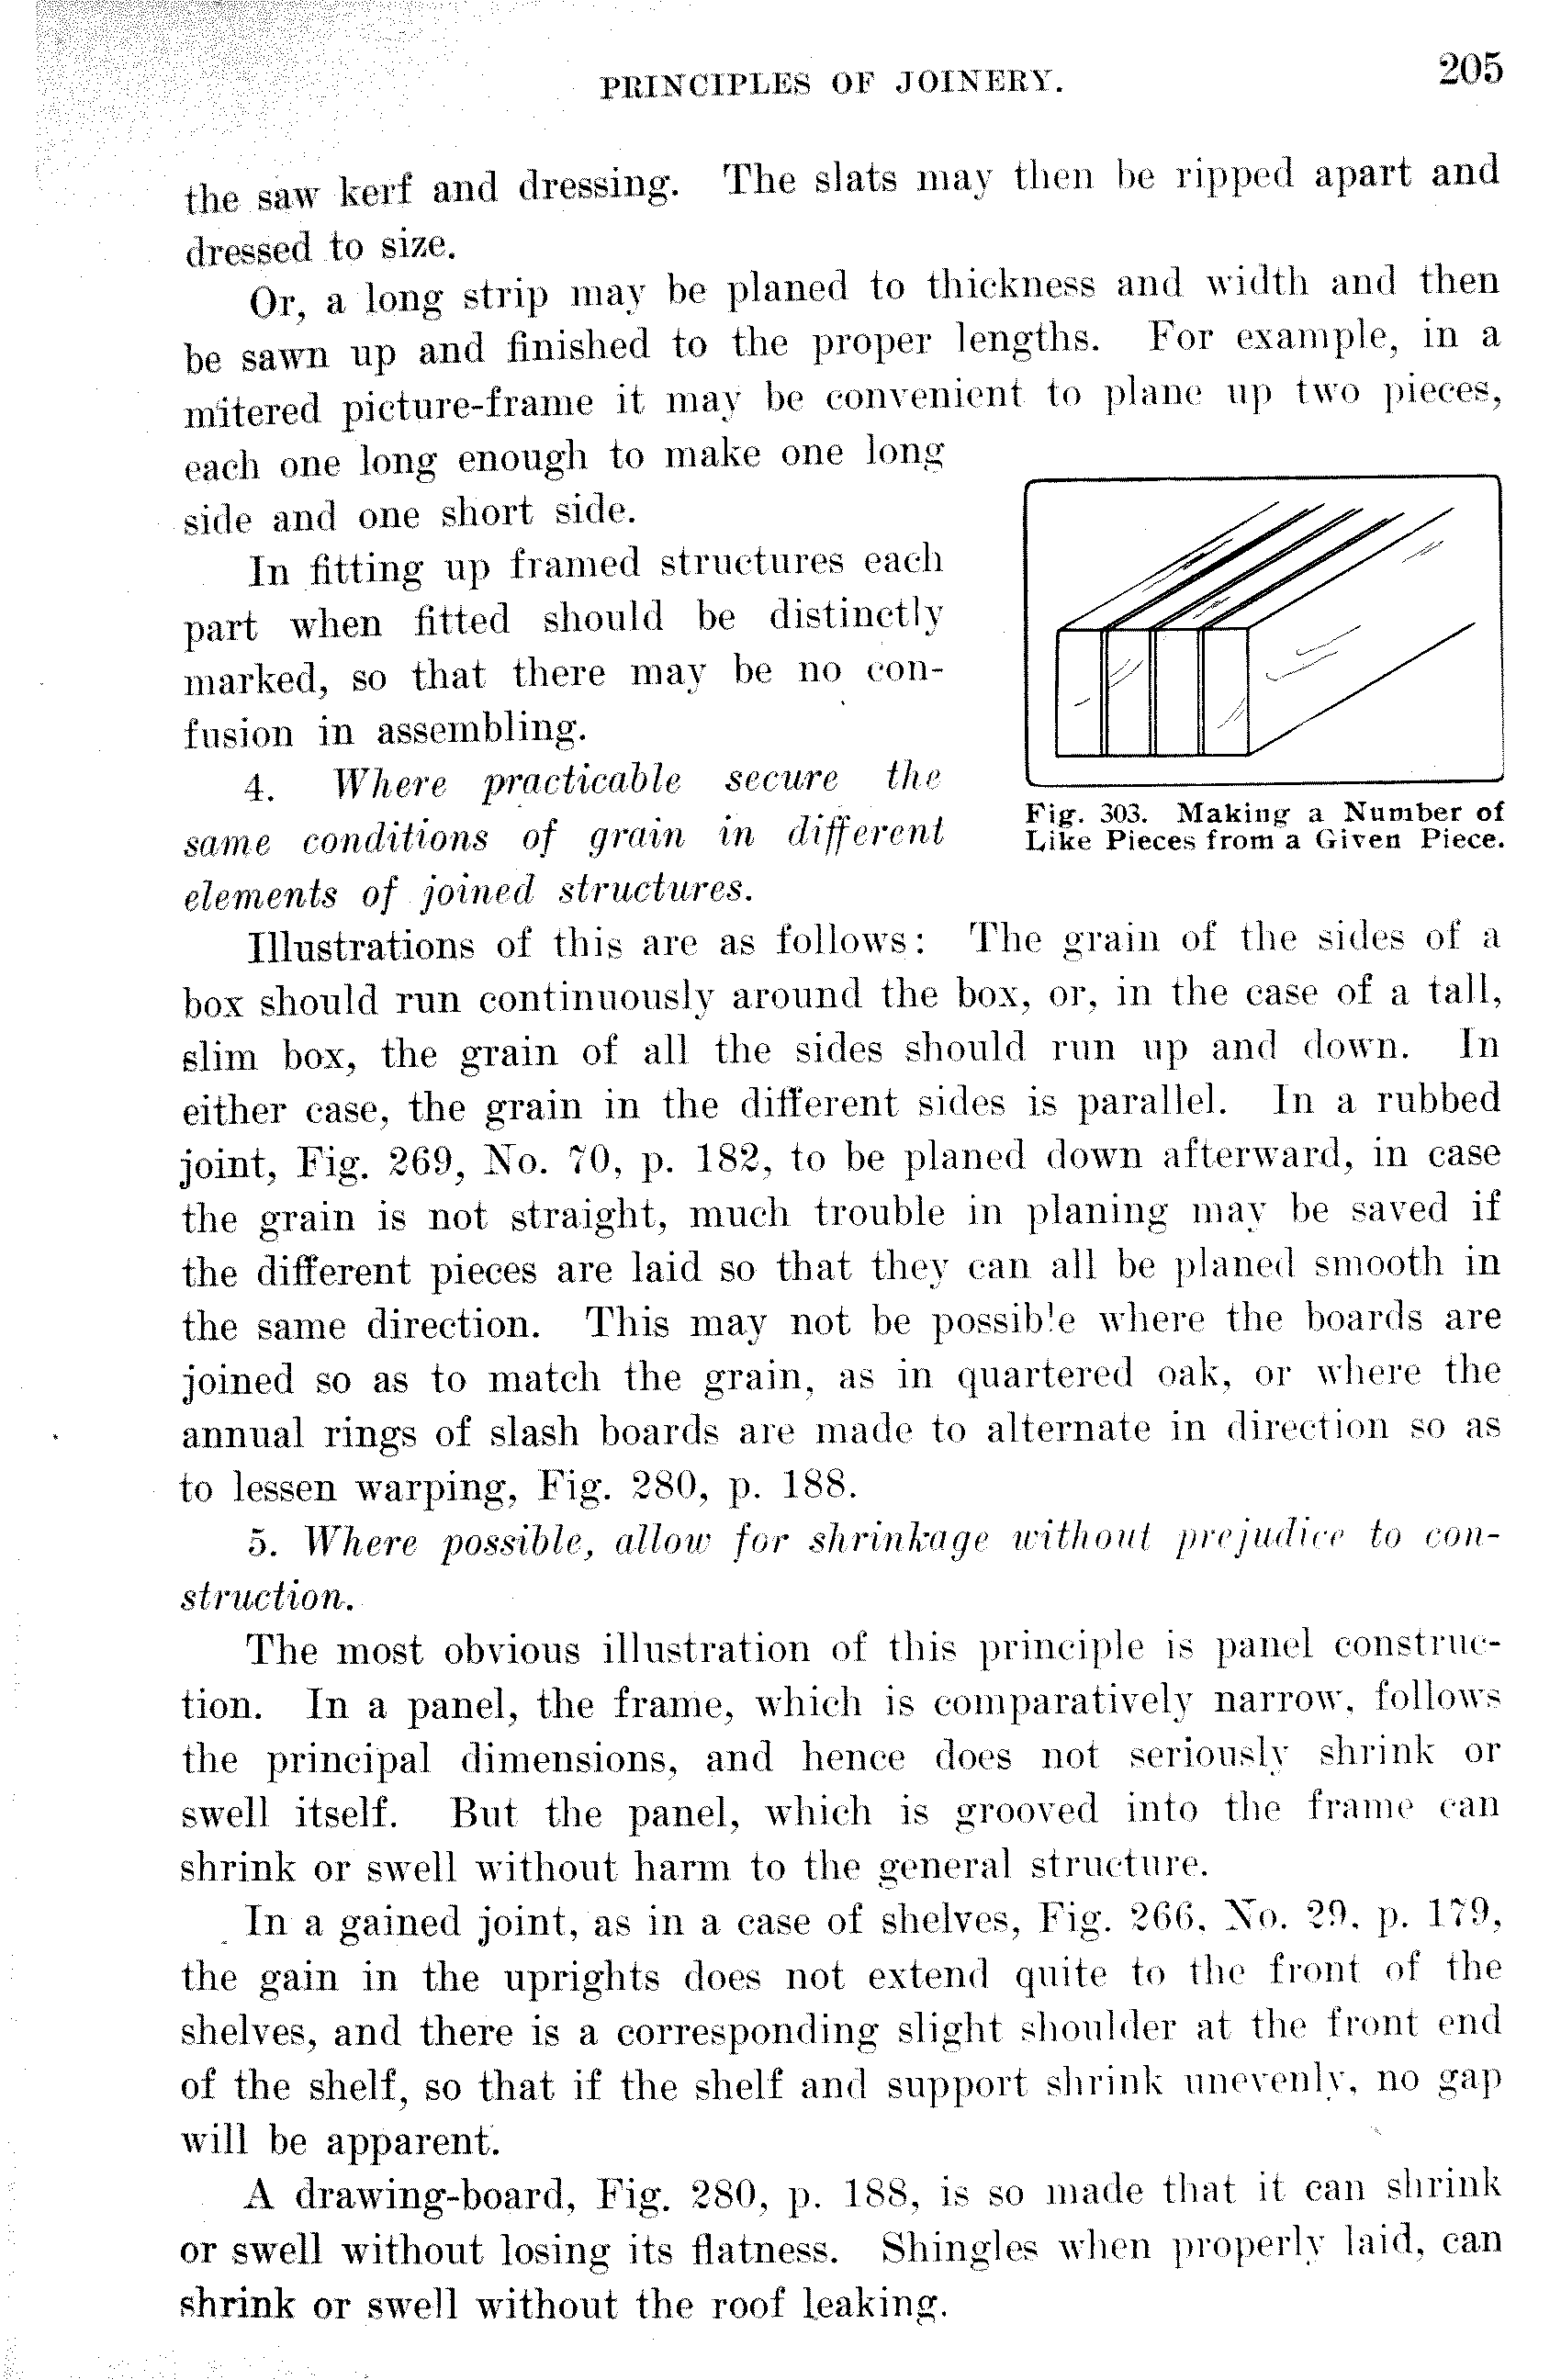 PRINCIPLES OF JOINERY.
205
the saw kerf and dressing. The slats may then be ripped apart and
dressed to size.
Or, a long strip may be planed to thickness and width and then
be sawn up and finished to the proper lengths. For example, in a
mitered picture-frame it may be convenient to plane up two pieces,
each one long enough to make one long
side and one short side.
In fitting up framed structures each
part when fitted should be distinctly
marked, so that there may be no con-
fusion in assembling.
4. Where practicable secure the
same conditions of grain in different
elements of joined structures.
Fig. 303. Making a Number of
Like Pieces from a Given Piece.
Illustrations of this are as follows: The grain of the sides of a
box should run continuously around the box, or, in the case of a tall,
slim box, the grain of all the sides should run up and down. In
either case, the grain in the different sides is parallel. In a rubbed
joint, Fig. 269, No. 70, p. 182, to be planed down afterward, in case
the grain is not straight, much trouble in planing may be saved if
the different pieces are laid so that they can all be planed smooth in
the same direction. This may not be possible where the boards are
joined so as to match the grain, as in quartered oak, or where the
annual rings of slash boards are made to alternate in direction so as
to lessen warping, Fig. 280, p. 188.
5. Where possible, allow for shrinkage without prejudice to con-
struction.
The most obvious illustration of this principle is panel construc-
tion. In a panel, the frame, which is comparatively narrow, follows
the principal dimensions, and hence does not seriously shrink or
swell itself. But the panel, which is grooved into the frame can
shrink or swell without harm to the general structure.
In a gained joint, as in a case of shelves, Fig. 266, No. 29, p. 179,
the gain in the uprights does not extend quite to the front of the
shelves, and there is a corresponding slight shoulder at the front end
of the shelf, so that if the shelf and support shrink unevenly, no gap
will be apparent.
A drawing-board, Fig. 280, p. 188, is so made that it can shrink
or swell without losing its flatness. Shingles when properly laid, can
shrink or swell without the roof leaking.